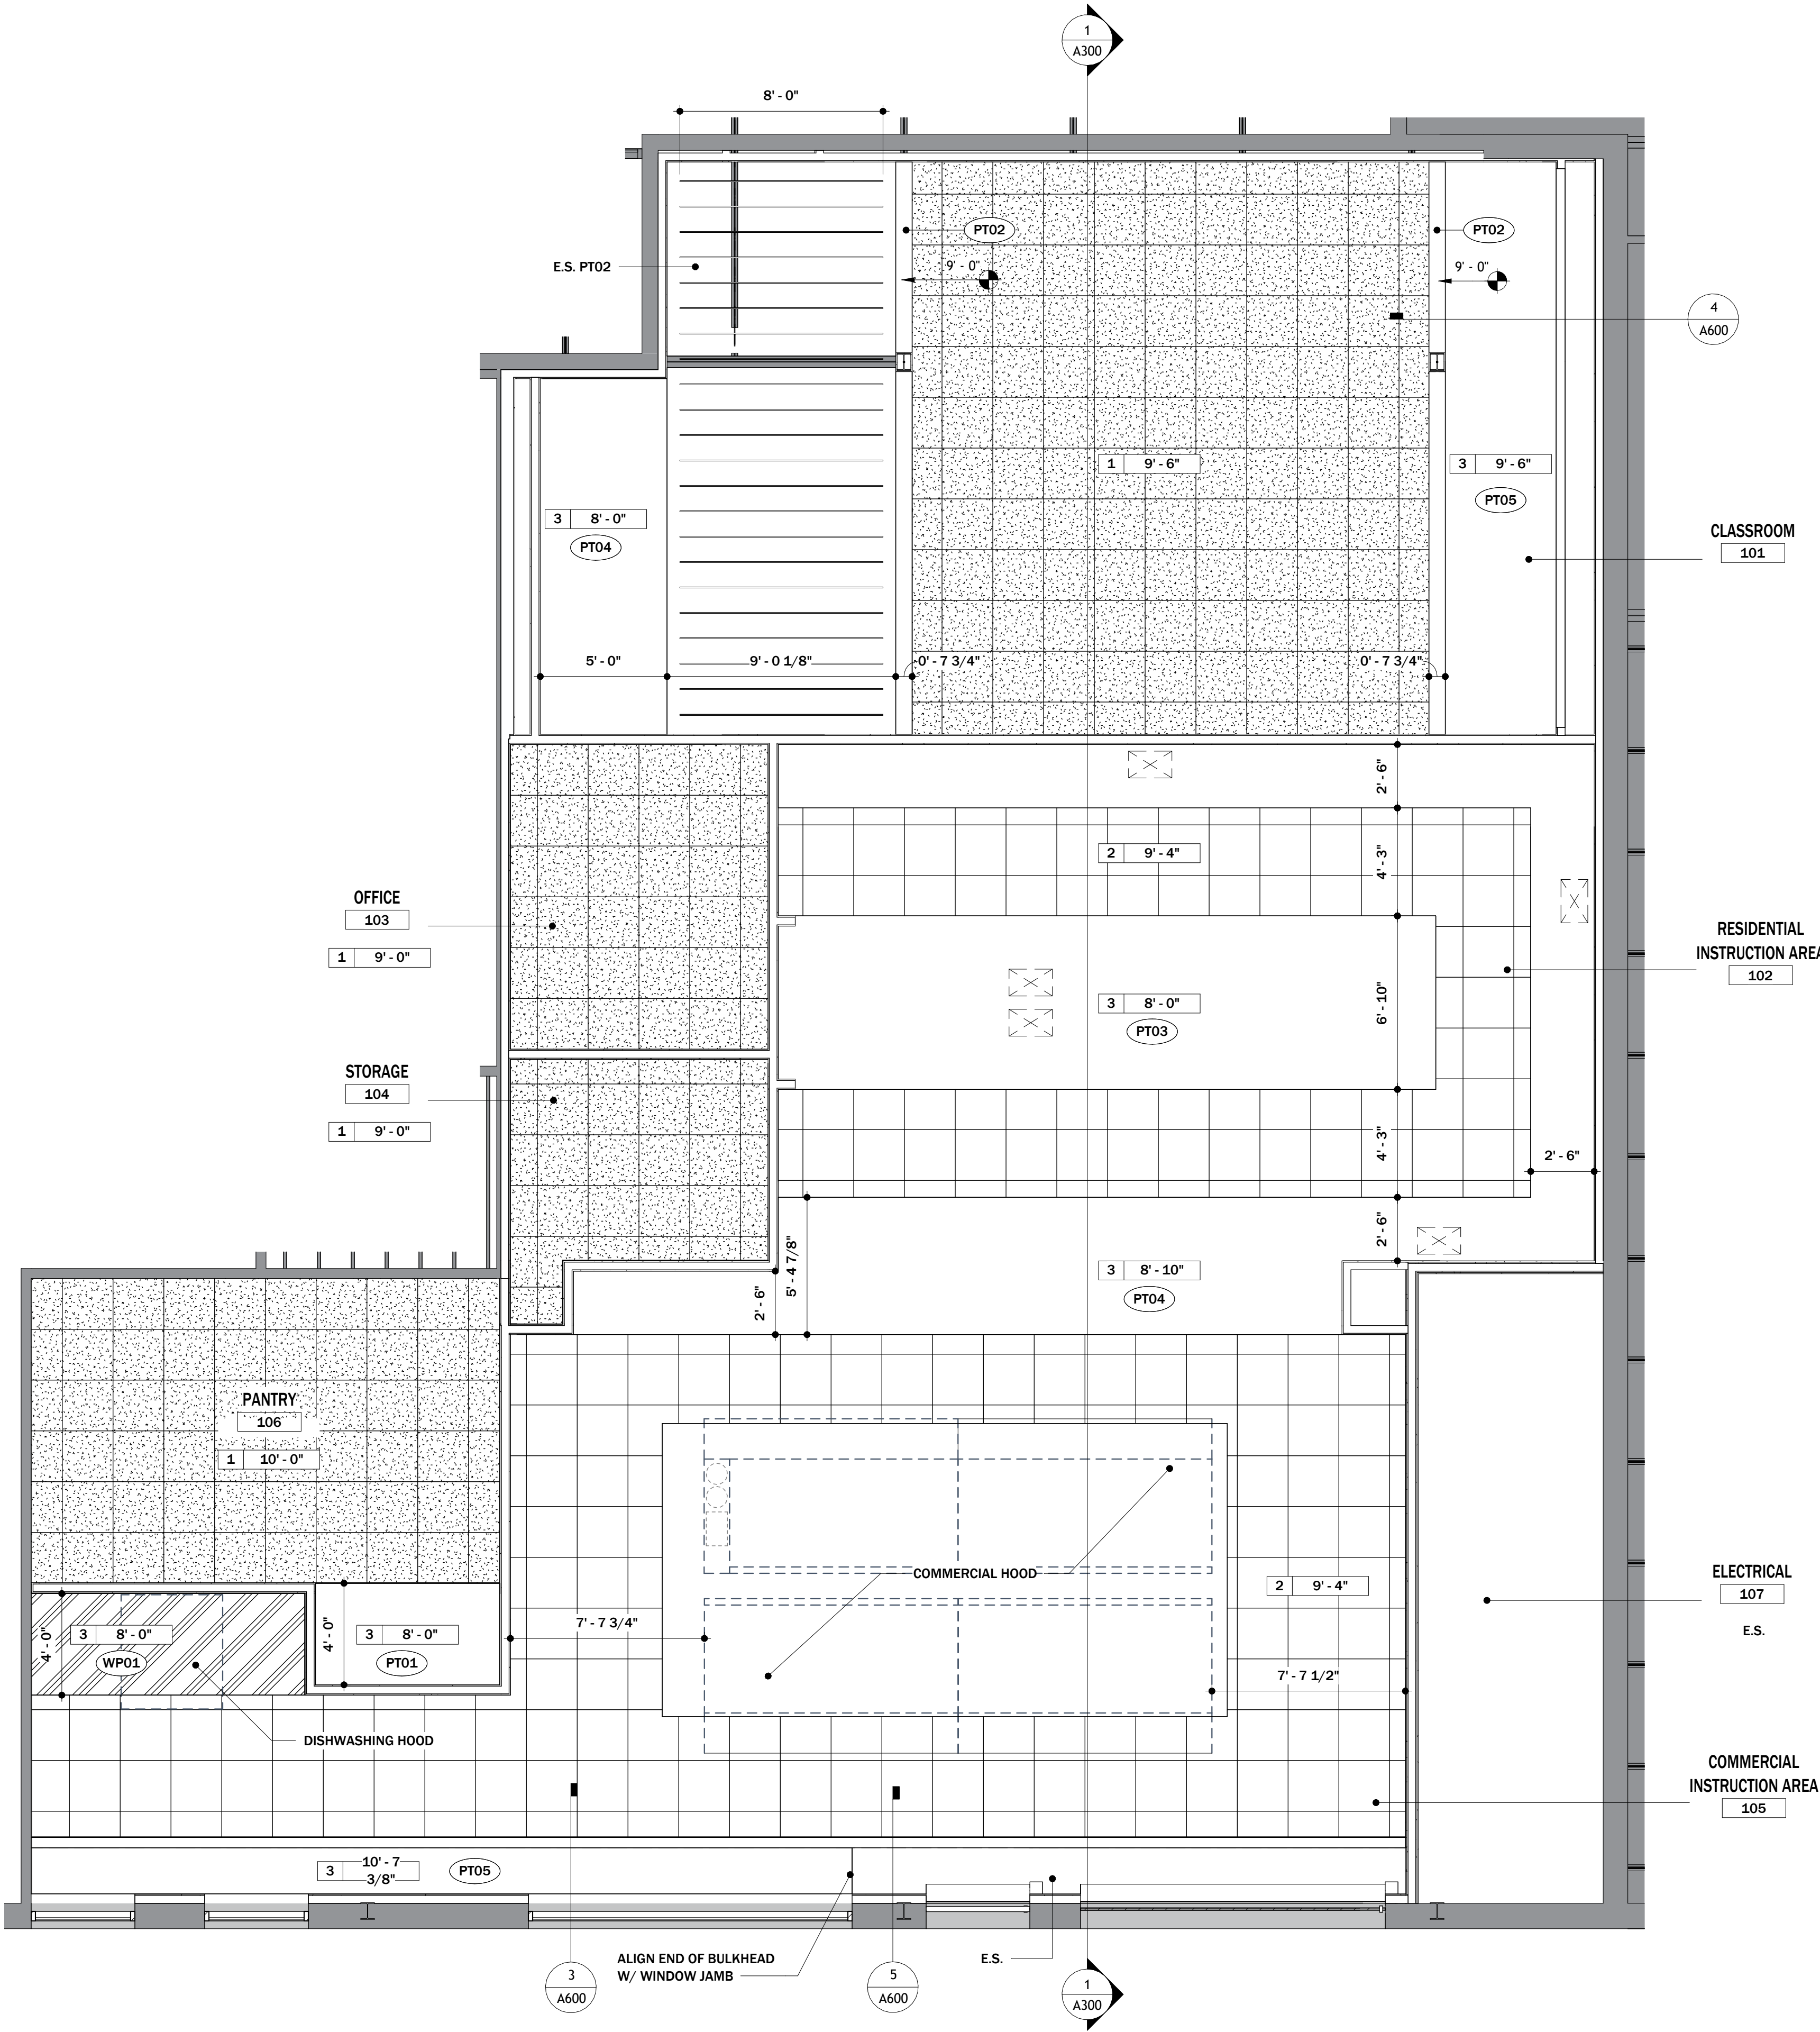 1
A300
8' - 0"
PT02
PT02
E.S. PT02
9' - 0"
9' - 0"
4
A600
1 9' - 6"
3 9' - 6"
PT05
3 8' - 0"
PT04
CLASSROOM
101
5' - 0"
9' - 0 1/8"
0' - 7 3/4"
0' - 7 3/4"
2' - 6"
2 9' - 4"
4' - 3"
OFFICE
103
1 9' - 0"
RESIDENTIAL
INSTRUCTION AREA
102
3 8' - 0"
PT03
6' - 10"
STORAGE
104
1 9' - 0"
4' - 3"
2' - 6"
2' - 6"
5' - 4 7/8"
2' - 6"
3 8' - 10"
PT04
PANTRY
106
1 10' - 0"
COMMERCIAL HOOD
2 9' - 4"
ELECTRICAL
107
E.S.
4' - 0"
3 8' - 0"
WP01
4' - 0"
3 8' - 0"
PT01
7' - 7 3/4"
7' - 7 1/2"
DISHWASHING HOOD
COMMERCIAL
INSTRUCTION AREA
105
3 10' - 7
3/8"
PT05
ALIGN END OF BULKHEAD
W/ WINDOW JAMB
E.S.
3
A600
5
A600
1
A300